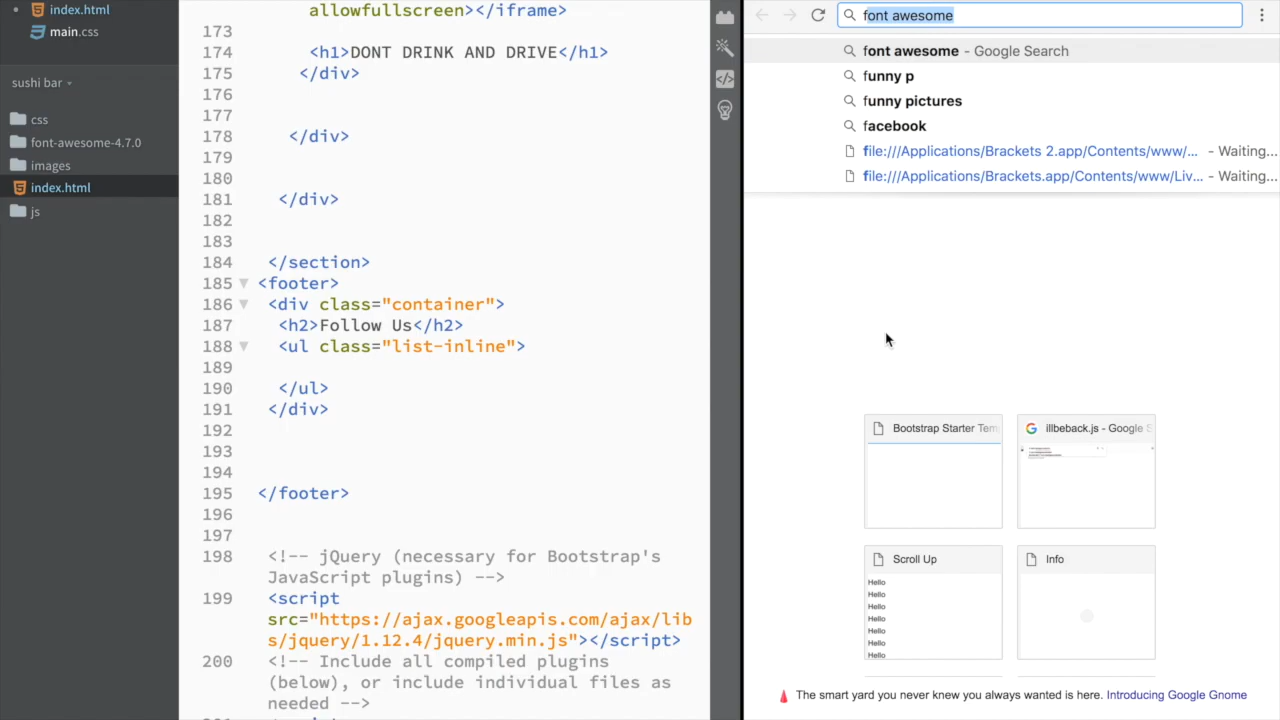 index.html
main.css
sushi bar
css
font-awesome-4.7.0
images
index.html
js
allowfullscreen></iframe>
173
174 <h1>DONT DRINK AND DRIVE</h1>
175 </div>
176
177
178 </div>
179
180
181 </div>
182
183
184 </section>
185 <footer>
186 <div class="container">
187 <h2>Follow Us</h2>
188 <ul class="list-inline">
189
190 </ul>
191 </div>
192
193
194
195 </footer>
196
197
198 <!-- jQuery (necessary for Bootstrap's
JavaScript plugins) -->
199 <script
src="https://ajax.googleapis.com/ajax/lib
s/jquery/1.12.4/jquery.min.js"></script>
200 <!-- Include all compiled plugins
(below), or include individual files as
needed -->
font awesome
font awesome - Google Search
funny p
funny pictures
facebook
file:///Applications/Brackets 2.app/Contents/www/... - Waiting...
file:///Applications/Brackets.app/Contents/www/Liv... - Waiting...
Bootstrap Starter Tem
illbeback.js - Google S
Scroll Up
Info
Hello
Hello
Hello
Hello
Hello
Hello
Hello
The smart yard you never knew you always wanted is here. Introducing Google Gnome